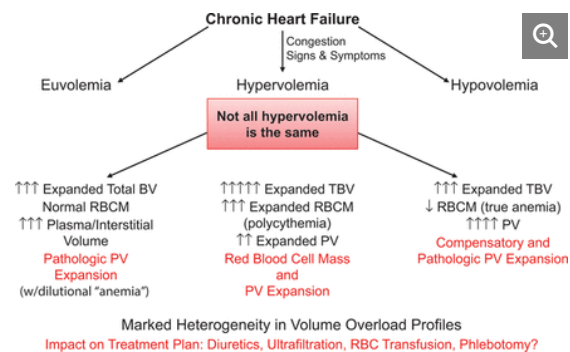 Chronic Heart Failure
Congestion
Signs & Symptoms
Euvolemia
Hypervolemia
Hypovolemia
Not all hypervolemia
is the same
↑↑↑ Expanded Total BV
Normal RBCM
↑↑↑ Plasma/Interstitial
Volume
Pathologic PV
Expansion
(w/dilutional "anemia")
↑↑↑↑↑ Expanded TBV
↑↑↑ Expanded RBCM
(polycythemia)
↑↑ Expanded PV
Red Blood Cell Mass
and
PV Expansion
↑↑↑ Expanded TBV
↓ RBCM (true anemia)
↑↑↑↑ PV
Compensatory and
Pathologic PV Expansion
Marked Heterogeneity in Volume Overload Profiles
Impact on Treatment Plan: Diuretics, Ultrafiltration, RBC Transfusion, Phlebotomy?